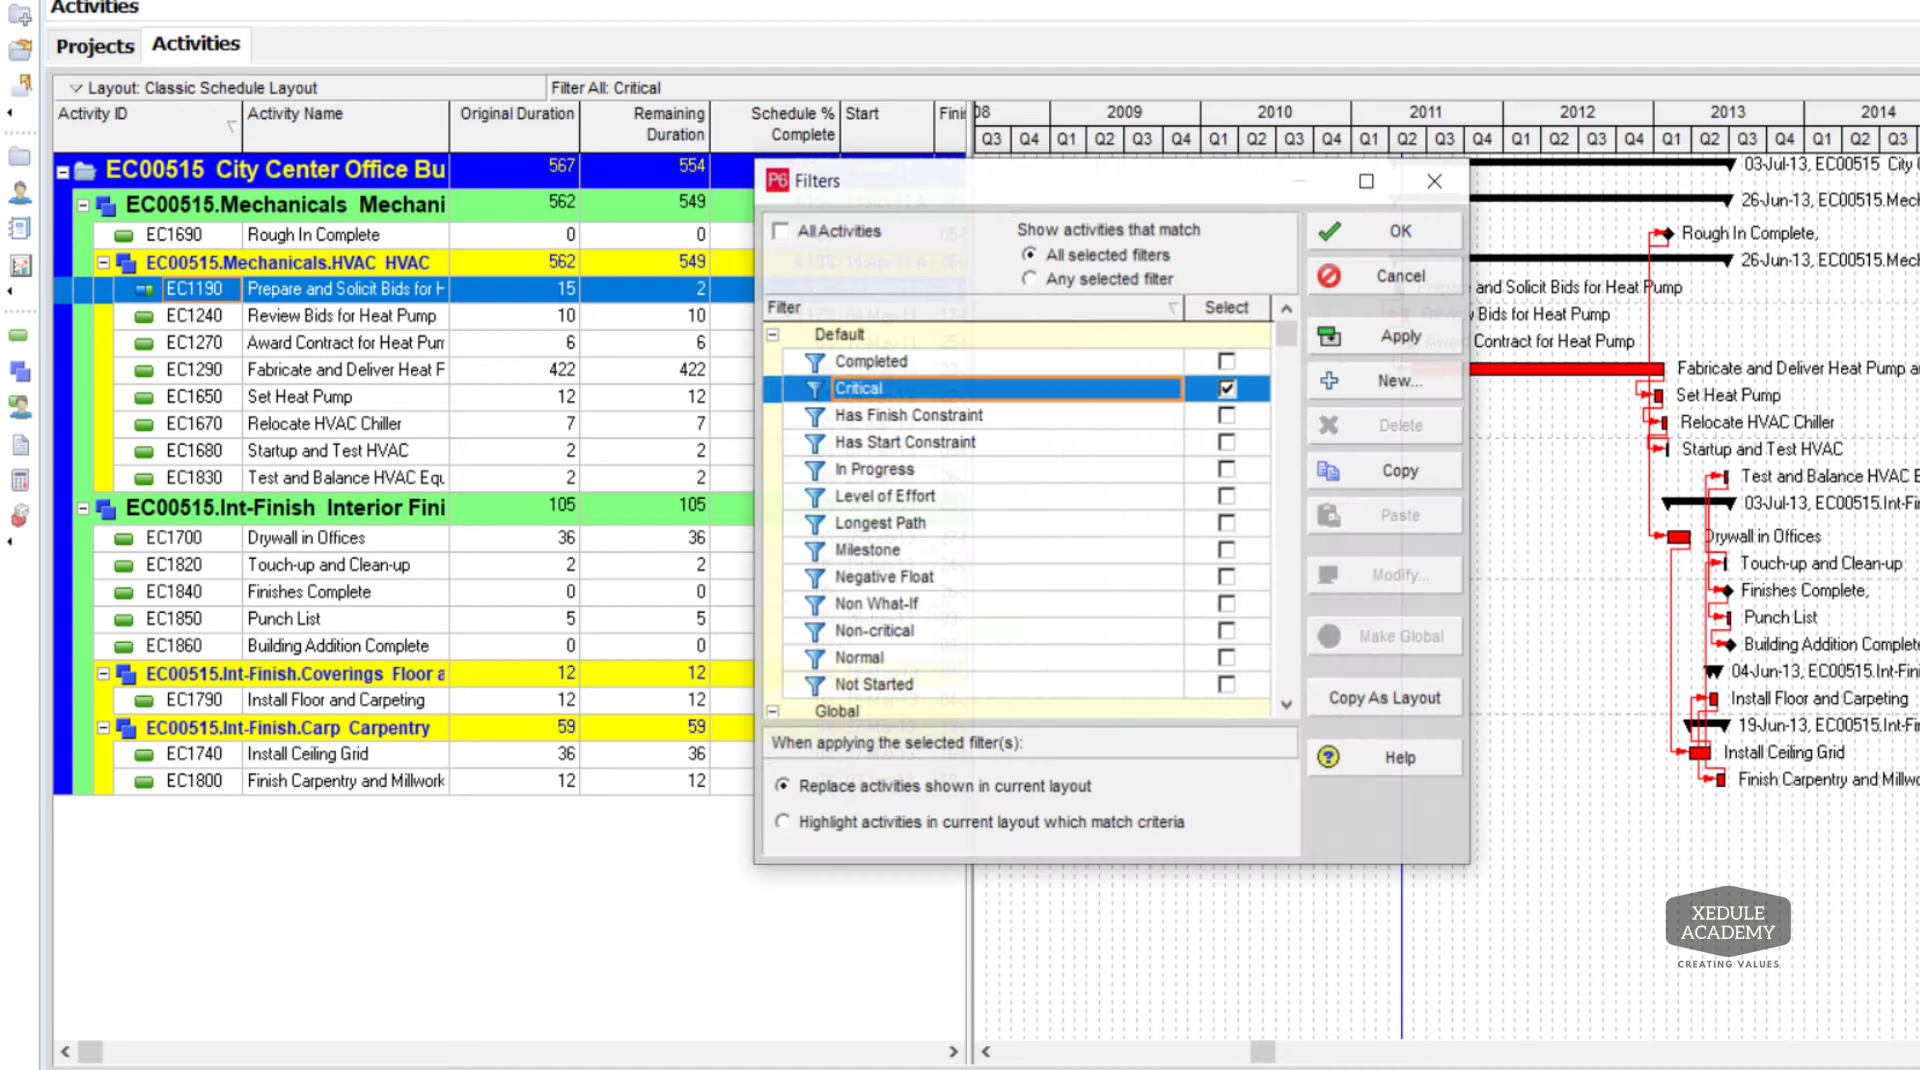 Activities
Projects
Activities
Layout: Classic Schedule Layout
Filter All: Critical
Activity ID
Activity Name
Original Duration
Remaining
Duration
Schedule %
Complete
Start
2009
2010
2011
2012
2013
2014
Q3 Q4 Q1 Q2 Q3 Q4 Q1 Q2 Q3 Q4 Q1 Q2 Q3 Q4 Q1 Q2 Q3 Q4 Q1 Q2 Q3 Q4 Q1 Q2 Q3
EC00515 City Center Office Bu 567 554
EC00515.Mechanicals Mechani 562 549
EC1690 Rough In Complete 0 0
EC00515.Mechanicals.HVAC HVAC 562 549
EC1190 Prepare and Solicit Bids for H 15 2
EC1240 Review Bids for Heat Pump 10 10
EC1270 Award Contract for Heat Pum 6 6
EC1290 Fabricate and Deliver Heat F 422 422
EC1650 Set Heat Pump 12 12
EC1670 Relocate HVAC Chiller 7 7
EC1680 Startup and Test HVAC 2 2
EC1830 Test and Balance HVAC Equ 2 2
EC00515.Int-Finish Interior Fini 105 105
EC1700 Drywall in Offices 36 36
EC1820 Touch-up and Clean-up 2 2
EC1840 Finishes Complete 0 0
EC1850 Punch List 5 5
EC1860 Building Addition Complete 0 0
EC00515.Int-Finish.Coverings Floor a 12 12
EC1790 Install Floor and Carpeting 12 12
EC00515.Int-Finish.Carp Carpentry 59 59
EC1740 Install Ceiling Grid 36 36
EC1800 Finish Carpentry and Millwork 12 12
P6 Filters
All Activities
Show activities that match
All selected filters
Any selected filter
Filter
Select
Default
Completed
Critical
Has Finish Constraint
Has Start Constraint
In Progress
Level of Effort
Longest Path
Milestone
Negative Float
Non What-If
Non-critical
Normal
Not Started
Global
When applying the selected filter(s):
Replace activities shown in current layout
Highlight activities in current layout which match criteria
OK
Cancel
Apply
New...
Delete
Copy
Paste
Modify...
Make Global
Copy As Layout
? Help
03-Jul-13, EC00515 City
26-Jun-13, EC00515.Mech
Rough In Complete,
26-Jun-13, EC00515.Mech
and Solicit Bids for Heat Pump
Bids for Heat Pump
Contract for Heat Pump
Fabricate and Deliver Heat Pump
Set Heat Pump
Relocate HVAC Chiller
Startup and Test HVAC
Test and Balance HVAC E
03-Jul-13, EC00515.Int-Fi
Drywall in Offices
Touch-up and Clean-up
Finishes Complete,
Punch List
Building Addition Complete
04-Jun-13, EC00515.Int-Fini
Install Floor and Carpeting
19-Jun-13, EC00515.Int-Fi
Install Ceiling Grid
Finish Carpentry and Millwo
XEDULE
ACADEMY
CREATING VALUES